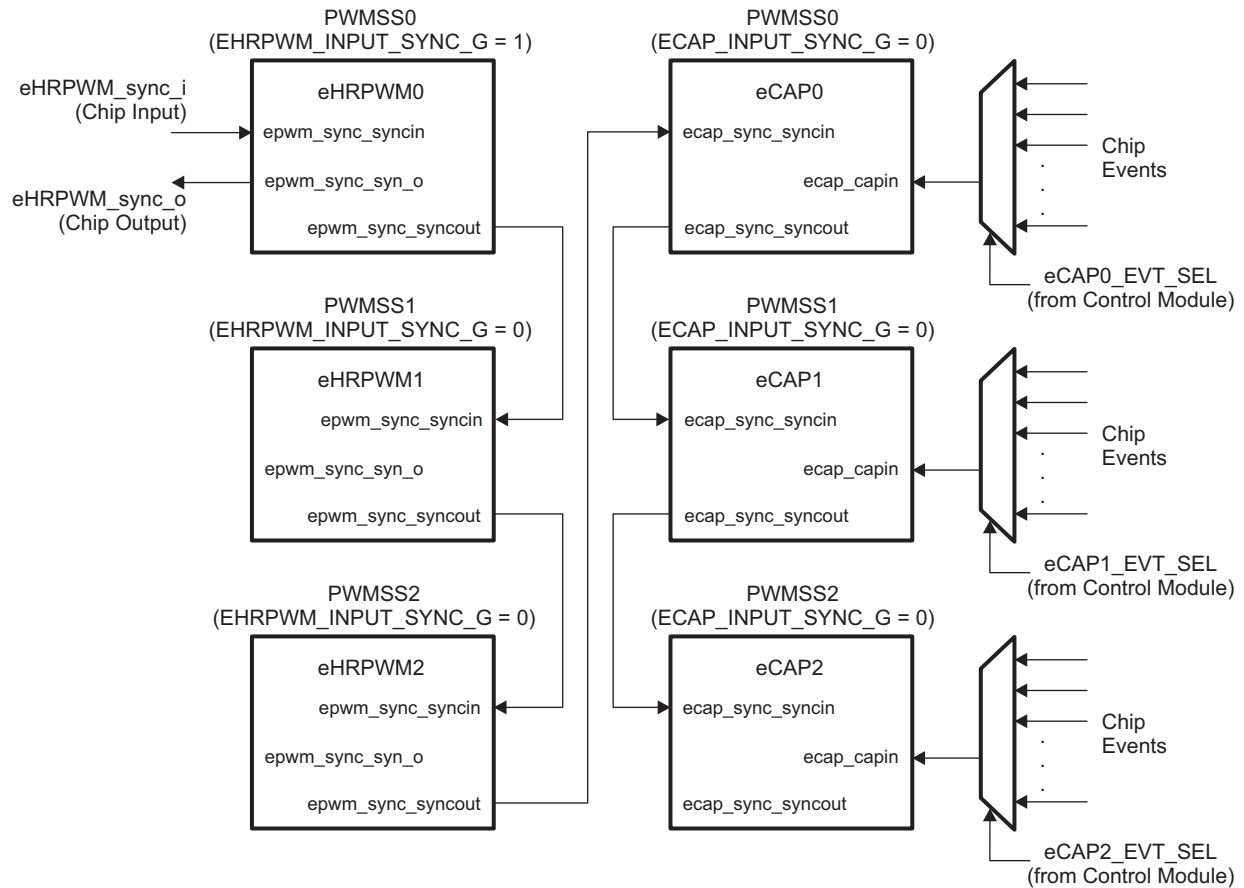 PWMSS0
(EHRPWM_INPUT_SYNC_G = 1)
eHRPWM_sync_i
(Chip Input)
eHRPWM_sync_o
(Chip Output)
eHRPWM0
epwm_sync_syncin
epwm_sync_syn_o
epwm_sync_syncout
PWMSS0
(ECAP_INPUT_SYNC_G = 0)
eCAP0
ecap_sync_syncin
ecap_capin
ecap_sync_syncout
Chip
Events
.
.
.
eCAP0_EVT_SEL
(from Control Module)
PWMSS1
(EHRPWM_INPUT_SYNC_G = 0)
eHRPWM1
epwm_sync_syncin
epwm_sync_syn_o
epwm_sync_syncout
PWMSS1
(ECAP_INPUT_SYNC_G = 0)
eCAP1
ecap_sync_syncin
ecap_capin
ecap_sync_syncout
Chip
Events
.
.
.
eCAP1_EVT_SEL
(from Control Module)
PWMSS2
(EHRPWM_INPUT_SYNC_G = 0)
eHRPWM2
epwm_sync_syncin
epwm_sync_syn_o
epwm_sync_syncout
PWMSS2
(ECAP_INPUT_SYNC_G = 0)
eCAP2
ecap_sync_syncin
ecap_capin
ecap_sync_syncout
Chip
Events
.
.
.
eCAP2_EVT_SEL
(from Control Module)